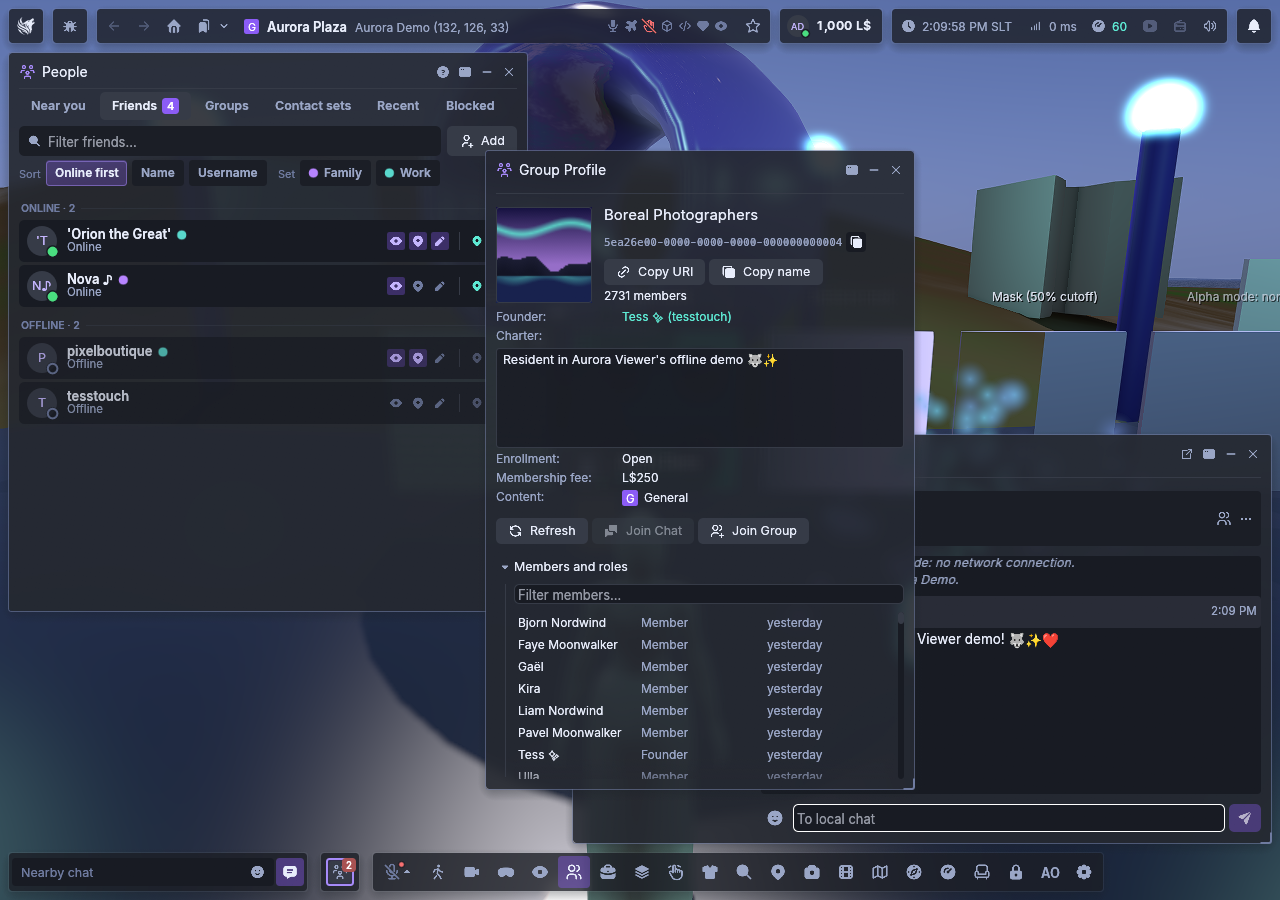 G Aurora Plaza Aurora Demo (132, 126, 33)
AD 1,000 L$
2:09:58 PM SLT 0 ms 60
People
Near you Friends 4 Groups Contact sets Recent Blocked
Filter friends...
Add
Sort Online first Name Username Set Family Work
ONLINE · 2
'T 'Orion the Great'
Online
N♪ Nova ♪
Online
OFFLINE · 2
P pixelboutique
Offline
T tesstouch
Offline
Group Profile
Boreal Photographers
5ea26e00-0000-0000-0000-000000000004
Copy URI Copy name
2731 members
Founder: Tess (tesstouch)
Charter:
Resident in Aurora Viewer's offline demo 🐺✨
Enrollment: Open
Membership fee: L$250
Content: G General
Refresh Join Chat Join Group
Members and roles
Filter members...
Bjorn Nordwind Member yesterday
Faye Moonwalker Member yesterday
Gaël Member yesterday
Kira Member yesterday
Liam Nordwind Member yesterday
Pavel Moonwalker Member yesterday
Tess Founder yesterday
Ulla Member yesterday
Mask (50% cutoff)
Alpha mode: non
de: no network connection.
Demo.
2:09 PM
Viewer demo! 🐺✨❤️
To local chat
Nearby chat
2
AO